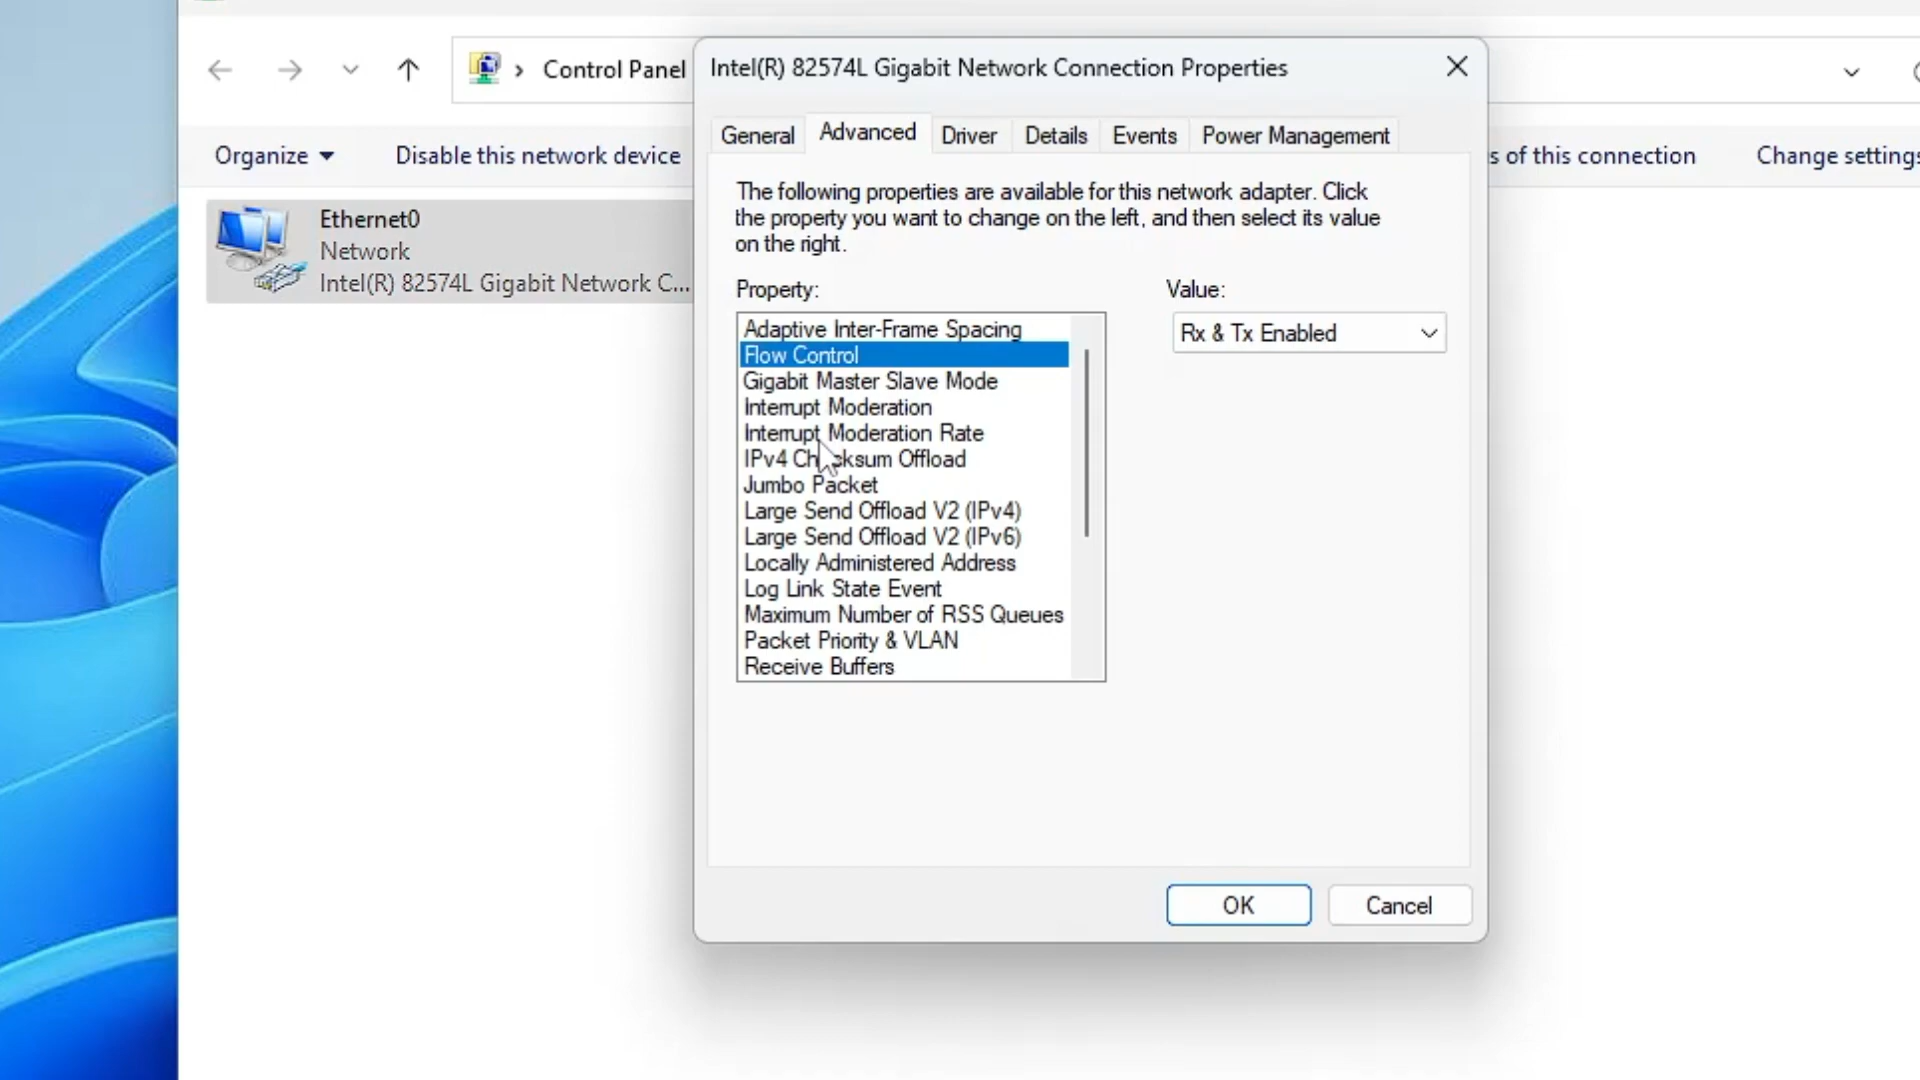 Control Panel
Intel(R) 82574L Gigabit Network Connection Properties
General
Advanced
Driver
Details
Events
Power Management
Organize
Disable this network device
s of this connection
Change settings
Ethernet0
Network
Intel(R) 82574L Gigabit Network C...
The following properties are available for this network adapter. Click
the property you want to change on the left, and then select its value
on the right.
Property:
Value:
Adaptive Inter-Frame Spacing
Flow Control
Gigabit Master Slave Mode
Interrupt Moderation
Interrupt Moderation Rate
IPv4 Checksum Offload
Jumbo Packet
Large Send Offload V2 (IPv4)
Large Send Offload V2 (IPv6)
Locally Administered Address
Log Link State Event
Maximum Number of RSS Queues
Packet Priority & VLAN
Receive Buffers
Rx & Tx Enabled
OK
Cancel